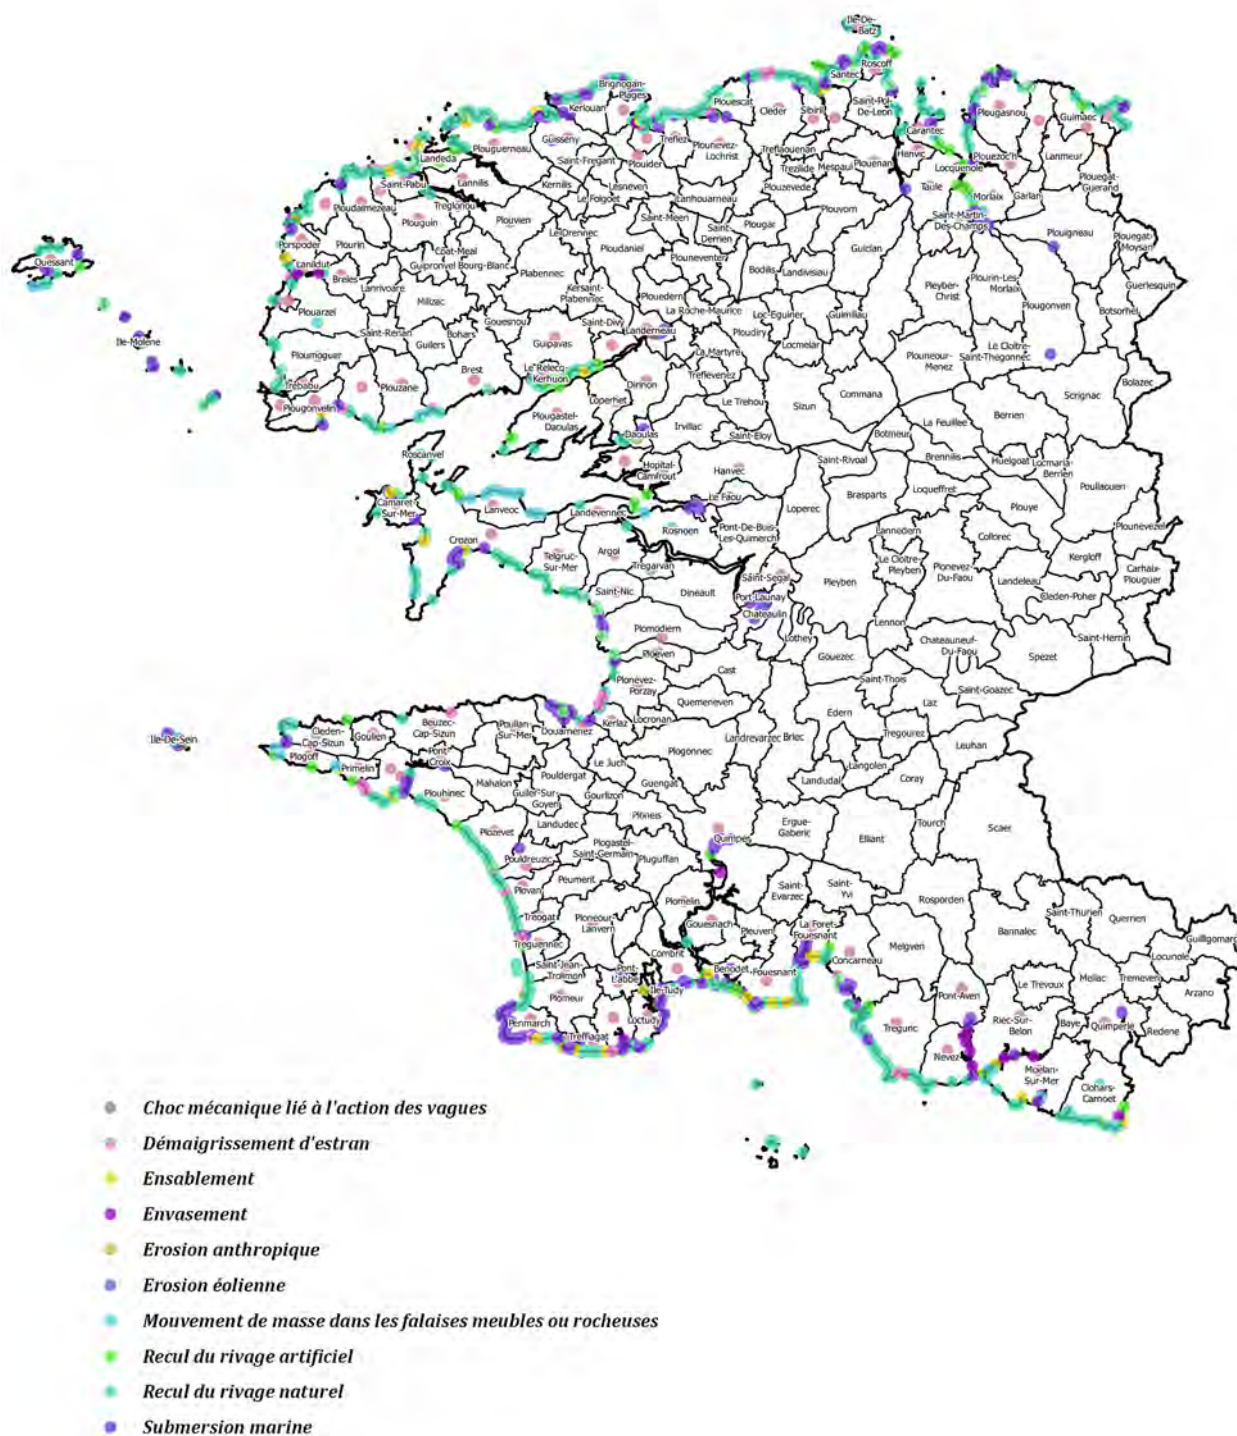 Ile-De-
Batz
Roscoff
Santec
Brignogan-
Plages
Kerlouan
Plouescat
Cleder
Sibiril
Saint-Pol-
De-Leon
Plougasnou
Guimaec
Carantec
Plouguerneau
Guisseny
Treflez
Plounevez-
Lochrist
Treflaouenan
Henvic
Plouezoc'h
Lanmeur
Landeda
Saint-Fregant
Plouider
Trezilide
Mespaul
Plouenan
Locquenole
Plouegat-
Guerand
Saint-Pabu
Lannilis
Kernilis
Lesneven
Plouzevede
Taule
Morlaix
Garlan
Le Folgoet
Lanhouarneau
Ploudalmezeau
Treglonou
Plouguin
Plouvien
Saint-Meen
Saint-
Derrien
Plougar
Plouvorn
Saint-Martin-
Des-Champs
Plouigneau
Plouegat-
Moysan
Porspoder
Plourin
Coat-Meal
Le Drennec
Ploudaniel
Plouneventer
Guiclan
Ouessant
Lanildut
Guipronvel
Bourg-Blanc
Plabennec
Bodilis
Landivisiau
Pleyber-
Christ
Plourin-Les-
Morlaix
Guerlesquin
Breles
Lanrivoare
Milizac
Kersaint-
Plabennec
Plouedern
Plougonven
Plouarzel
La Roche-Maurice
Loc-Eguiner
Guimiliau
Botsorhel
Saint-Renan
Bohars
Gouesnou
Saint-Divy
Landerneau
Ploudiry
Ile-Molène
Guilers
Guipavas
Locmelar
Le Cloitre-
Saint-Thegonnec
Ploumoguer
La Martyre
Plouneour-
Menez
Brest
Le Relecq-
Kerhuon
Treflevenez
Trebabu
Plouzane
Dirinon
Bolazec
Plougonvelin
Loperhet
Le Trehou
Sizun
Commana
Scrignac
Plougastel-
Daoulas
Irvillac
Berrien
Daoulas
Saint-Eloy
Botmeur
La Feuillee
Roscanvel
Saint-Rivoal
Brennilis
Huelgoat
Locmaria-
Berrien
Hopital-
Camfrout
Hanvec
Poullaouen
Camaret-
Sur-Mer
Lanveoc
Landevennec
Le Faou
Loperec
Brasparts
Loqueffret
Plouye
Rosnoen
Pont-De-Buis-
Les-Quimerch
Lannedern
Plounevezel
Crozon
Telgruc-
Sur-Mer
Argol
Collorec
Tregarvan
Saint-Segal
Pleyben
Le Cloitre-
Pleyben
Plonevez-
Du-Faou
Kergloff
Carhaix-
Plouguer
Saint-Nic
Dineault
Port-Launay
Chateaulin
Landeleau
Cleden-Poher
Plomodiern
Lothey
Lennon
Chateauneuf-
Du-Faou
Saint-Hernin
Ploeven
Gouezec
Spezet
Plonevez-
Porzay
Cast
Saint-Thois
Saint-Goazec
Quemeneven
Laz
Ile-De-Sein
Cleden-
Cap-Sizun
Goulien
Beuzec-
Cap-Sizun
Poullan-
Sur-Mer
Douarnenez
Kerlaz
Locronan
Edern
Tregourez
Landrevarzec
Briec
Leuhan
Plogoff
Primelin
Pont-
Croix
Le Juch
Plogonnec
Langolen
Coray
Landudal
Mahalon
Pouldergat
Guengat
Plouhinec
Guiler-Sur-
Goyen
Gourlizon
Ploneis
Plozevet
Landudec
Ergue-
Gaberic
Elliant
Tourch
Scaer
Plogastel-
Saint-Germain
Quimper
Pouldreuzic
Pluguffan
Plovan
Peumerit
Plomelin
Saint-
Evarzec
Saint-
Yvi
Rosporden
Treogat
Ploneour-
Lanvern
Gouesnach
Pleuven
La Foret-
Fouesnant
Bannalec
Saint-Thurien
Querrien
Treguennec
Combrit
Melgven
Guilligomarc'h
Saint-Jean-
Trolimon
Pont-
L'abbé
Benodet
Fouesnant
Concarneau
Locunole
Plomeur
Ile-Tudy
Pont-Aven
Le Trevoux
Mellac
Tremeven
Arzano
Penmarch
Treffiagat
Loctudy
Tregunc
Riec-Sur-
Belon
Baye
Quimperle
Redene
Nevez
Moelan-
Sur-Mer
Clohars-
Carnoet
Choc mécanique lié à l'action des vagues
Démaigrissement d'estran
Ensablement
Envasement
Erosion anthropique
Erosion éolienne
Mouvement de masse dans les falaises meubles ou rocheuses
Recul du rivage artificiel
Recul du rivage naturel
Submersion marine